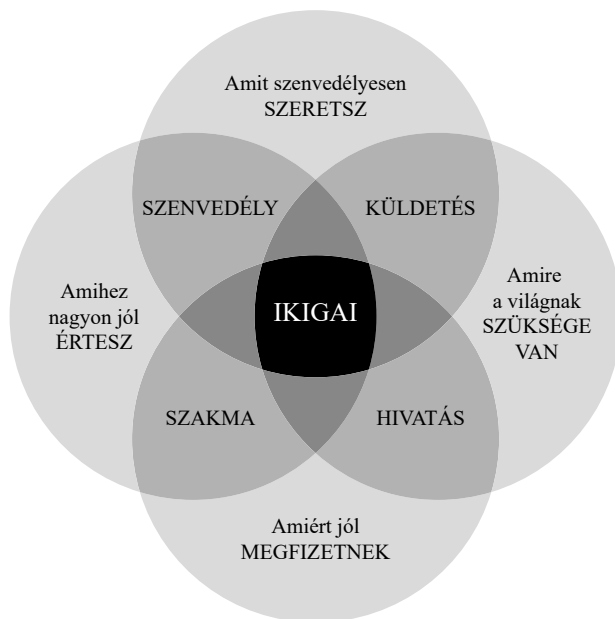 Amit szenvedélyesen
SZERETSZ
SZENVEDÉLY
KÜLDETÉS
Amihez
nagyon jól
ÉRTESZ
IKIGAI
Amire
a világnak
SZÜKSÉGE
VAN
SZAKMA
HIVATÁS
Amiért jól
MEGFIZETNEK